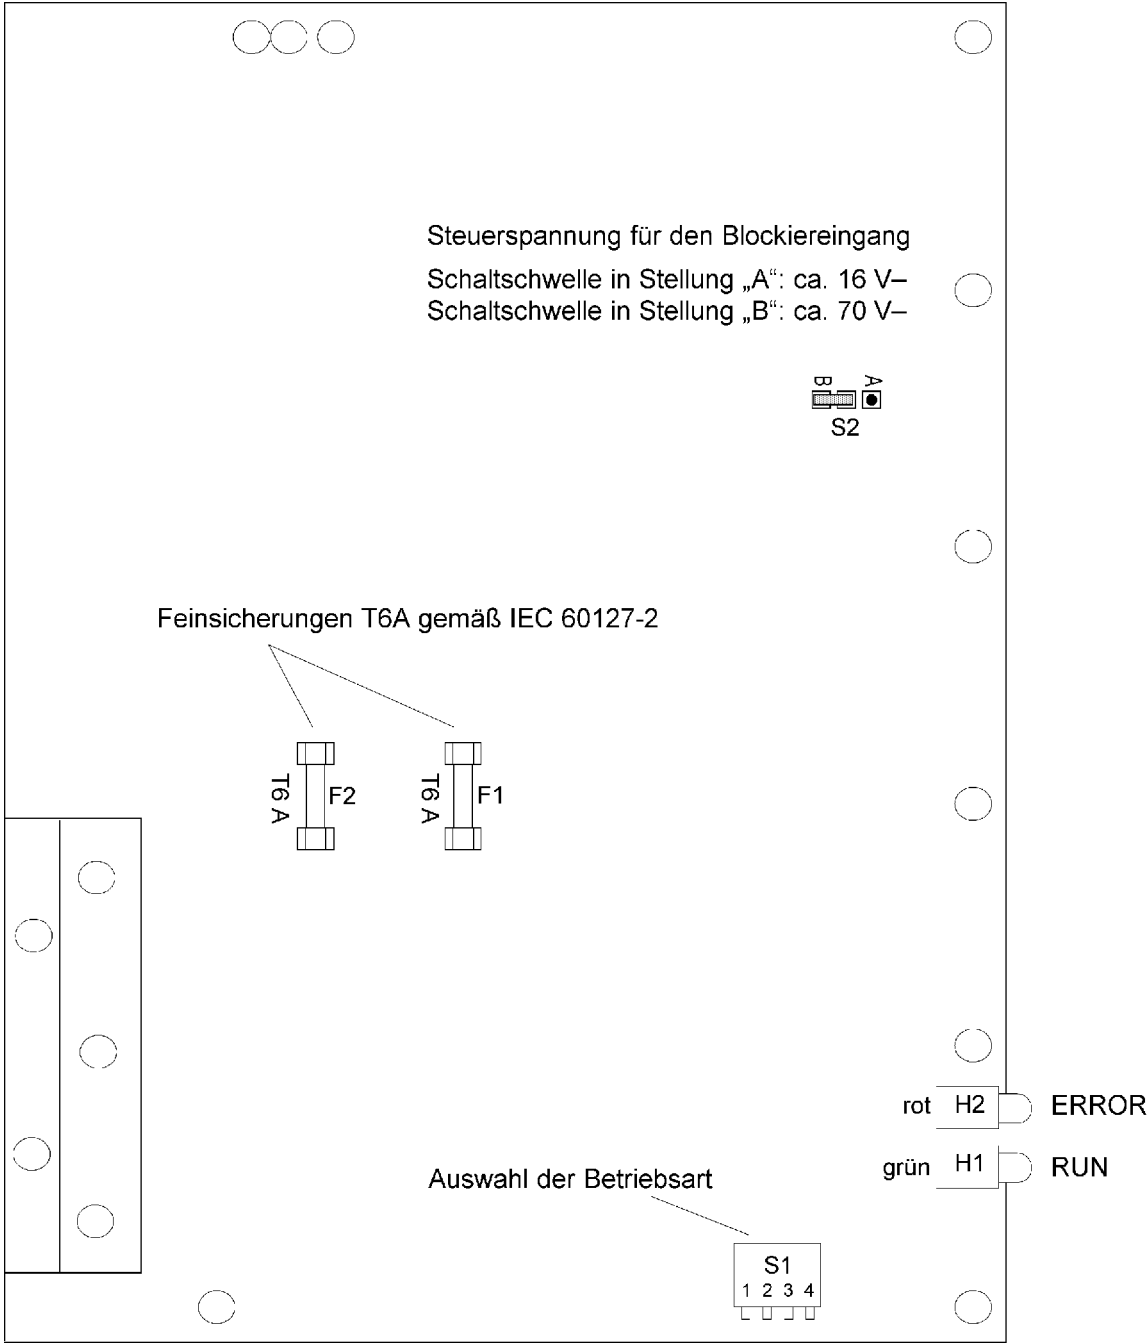 Steuerspannung für den Blockiereingang
Schaltschwelle in Stellung „A“: ca. 16 V–
Schaltschwelle in Stellung „B“: ca. 70 V–
B A
S2
Feinsicherungen T6A gemäß IEC 60127-2
T6 A F2 T6 A F1
rot H2 ERROR
grün H1 RUN
Auswahl der Betriebsart
S1
1 2 3 4